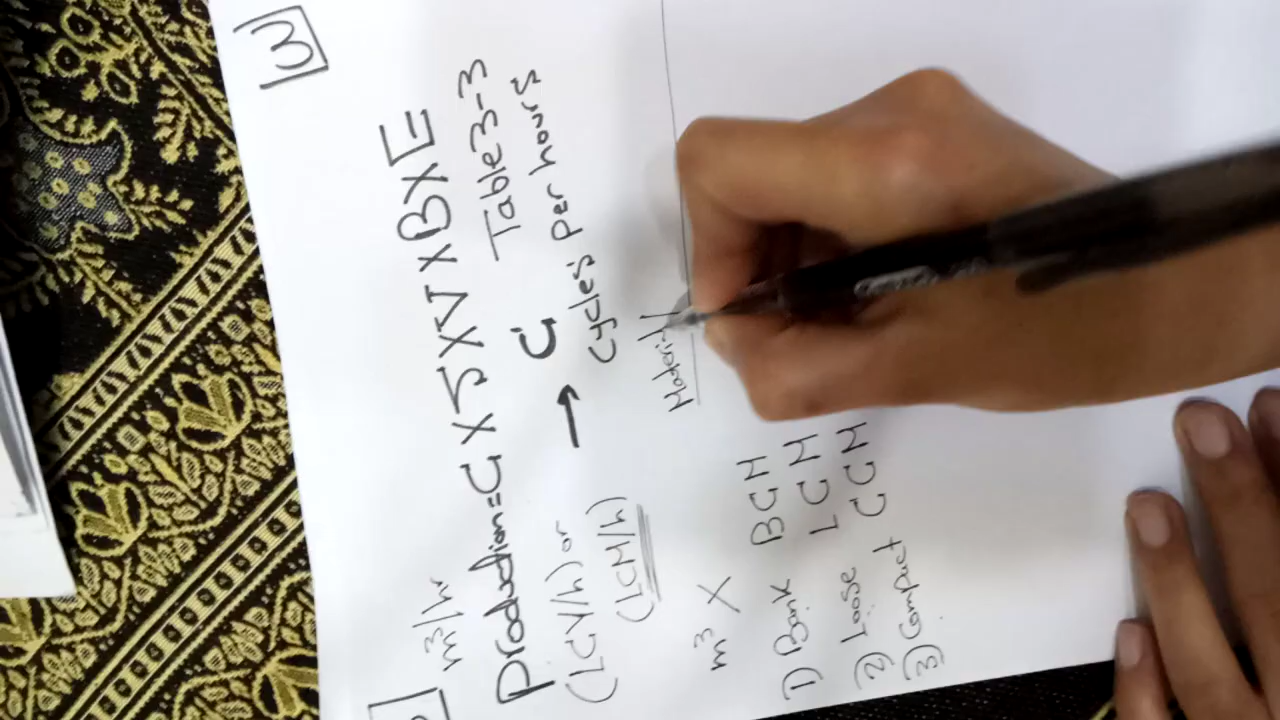 3
m³/hr
Production = C X S X V X B X E
(LCY/h) or → C Table 3-3
(LCM/h) cycles per hours
Material
m³ X
1) Bank BCM
2) Loose LCM
3) Compact CCM